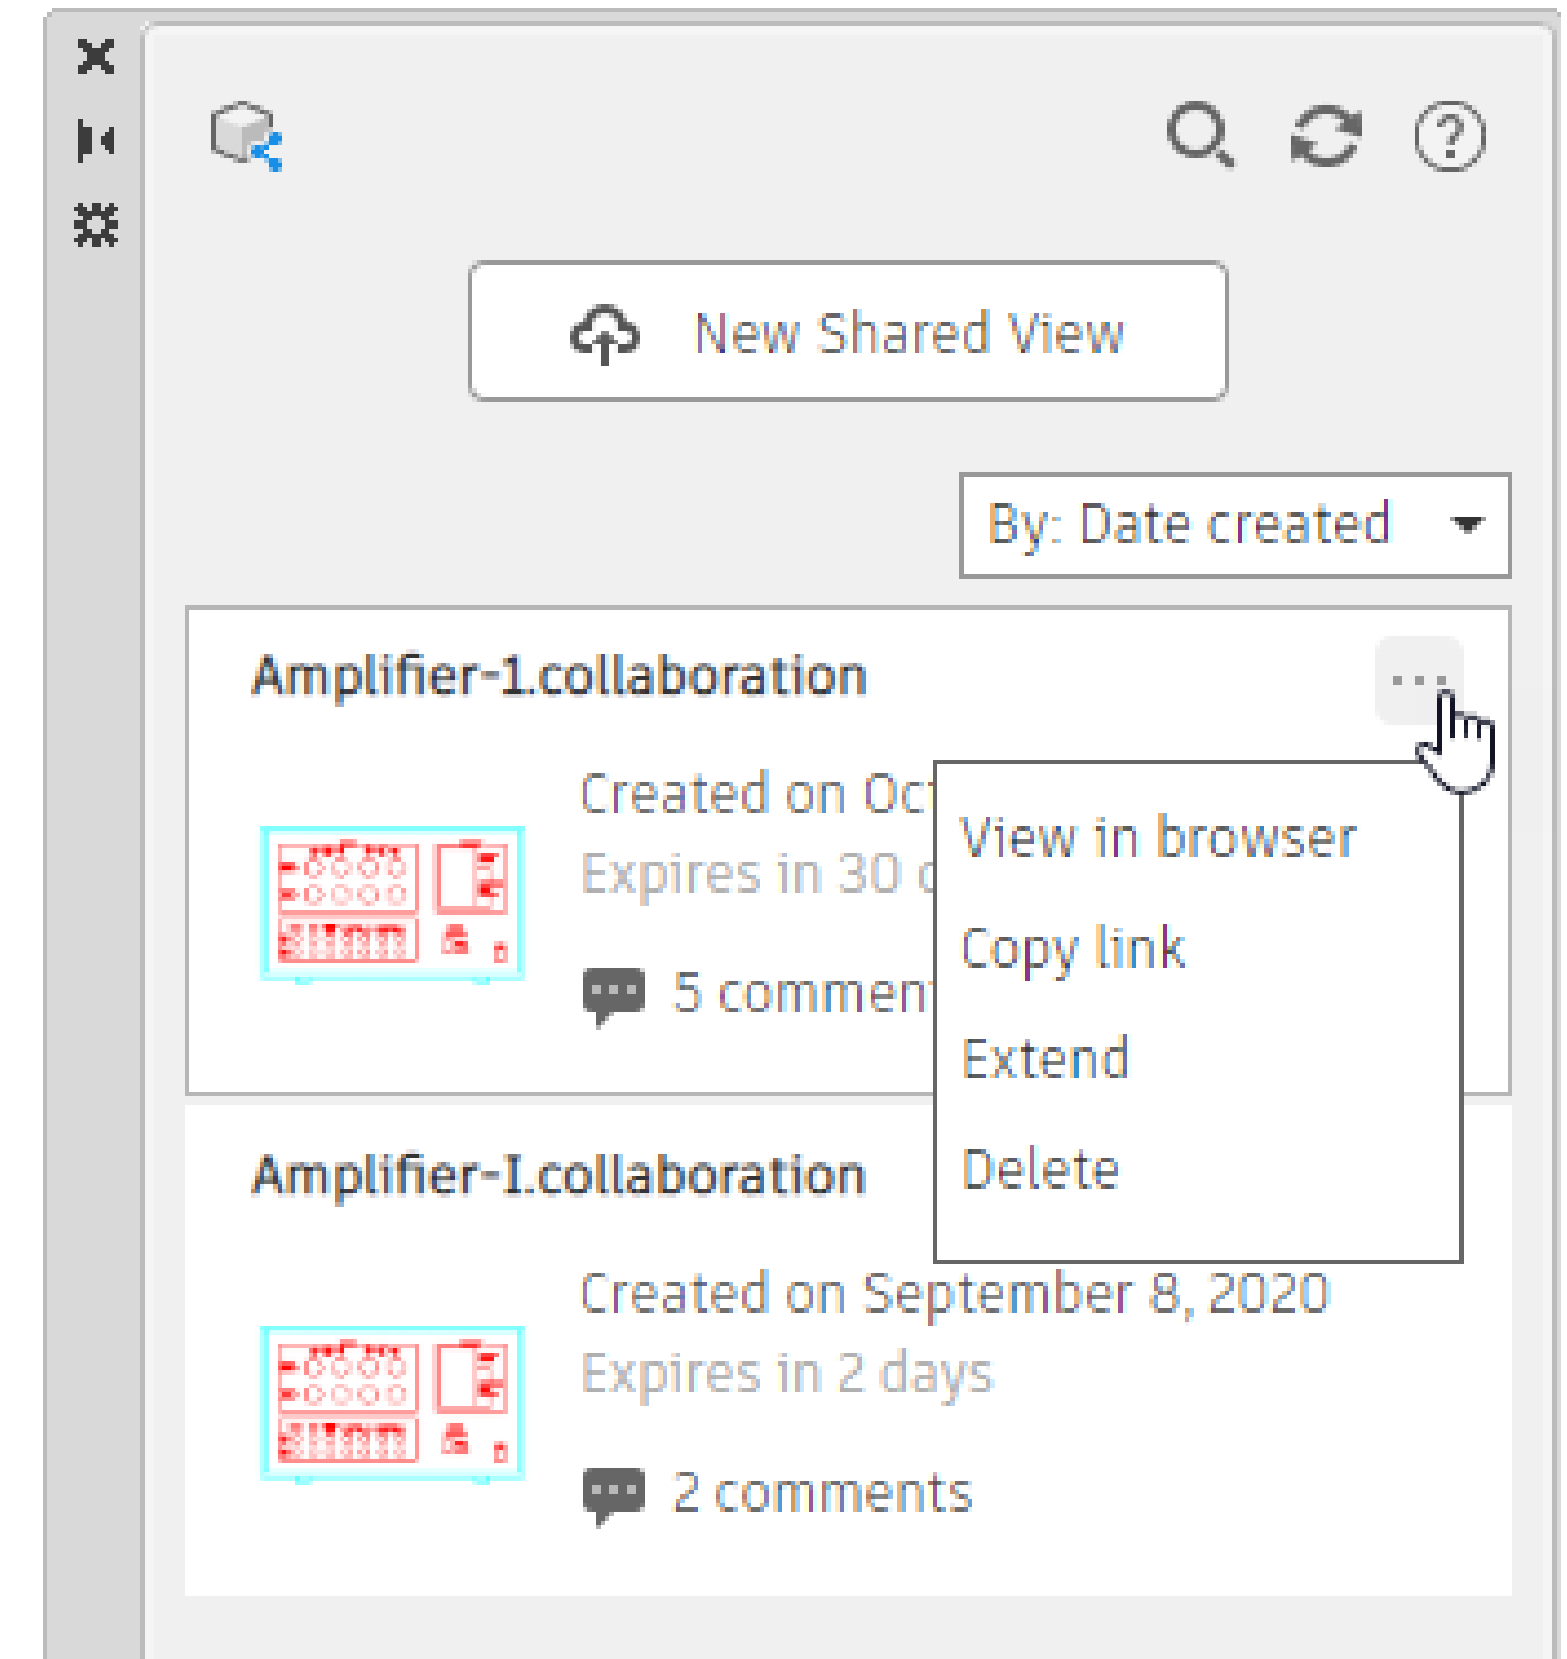 New Shared View
By: Date created
Amplifier-1.collaboration
Created on Oct
Expires in 30
5 commen
View in browser
Copy link
Extend
Delete
Amplifier-I.collaboration
Created on September 8, 2020
Expires in 2 days
2 comments